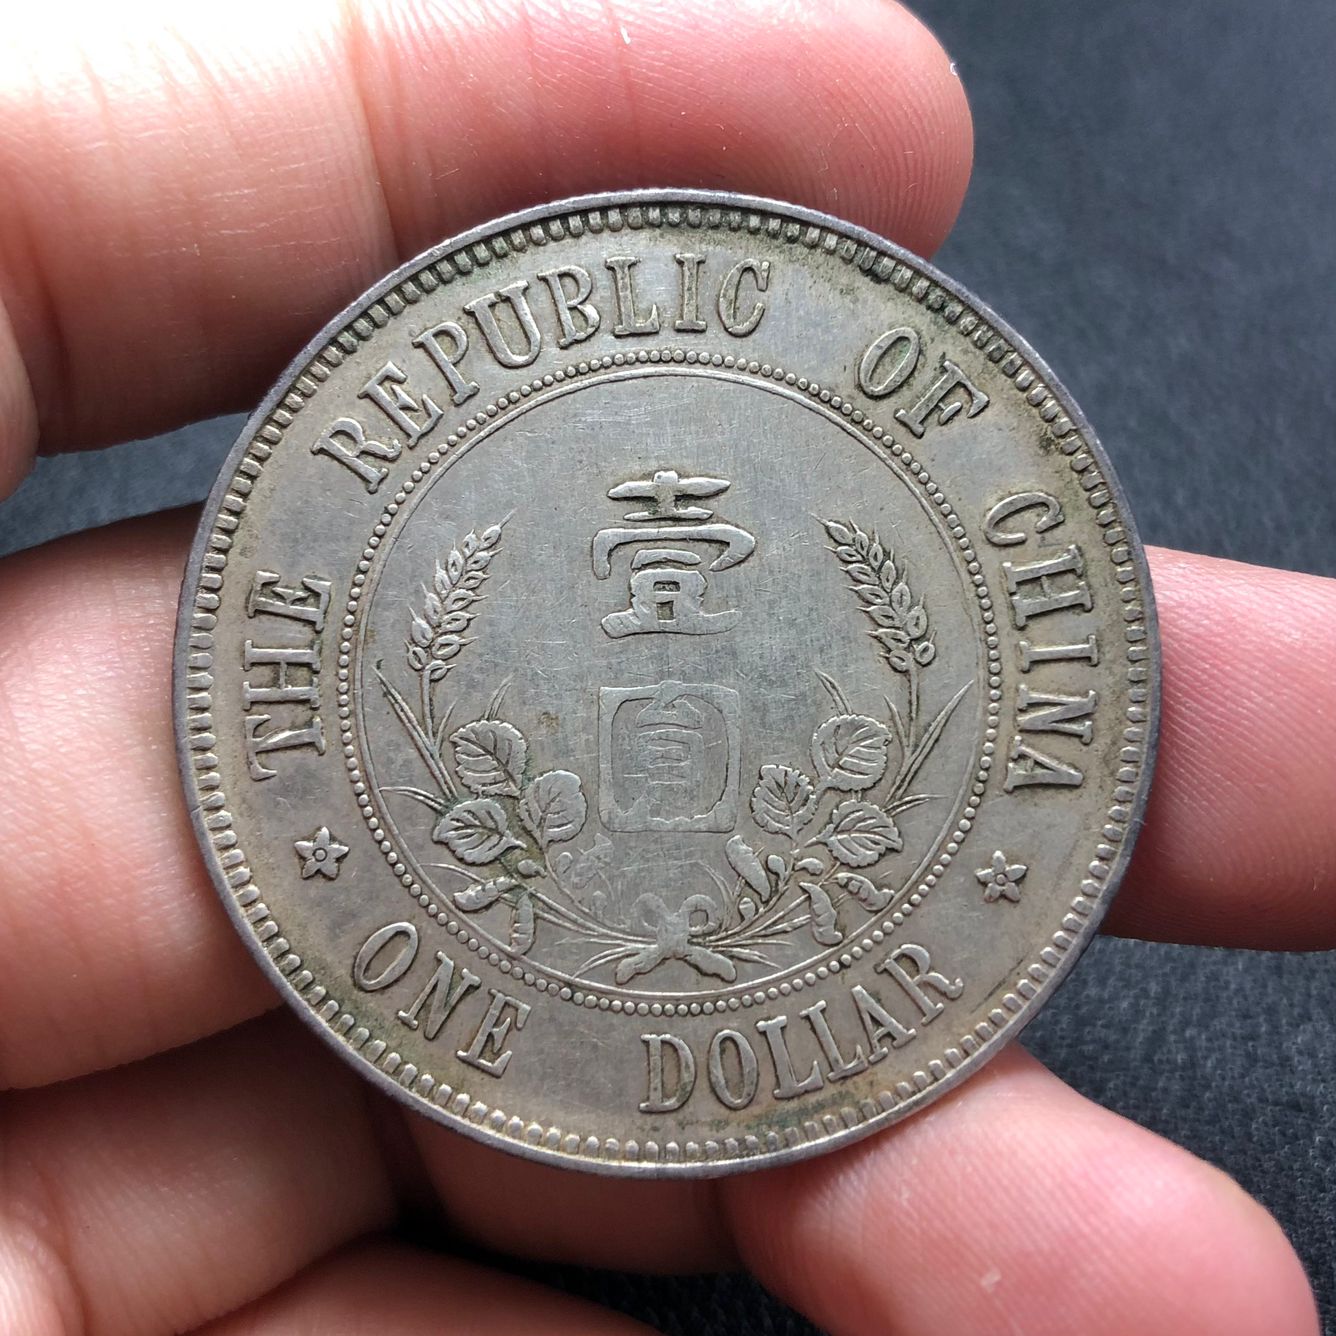 THE REPUBLIC OF CHINA
壹
圓
ONE DOLLAR